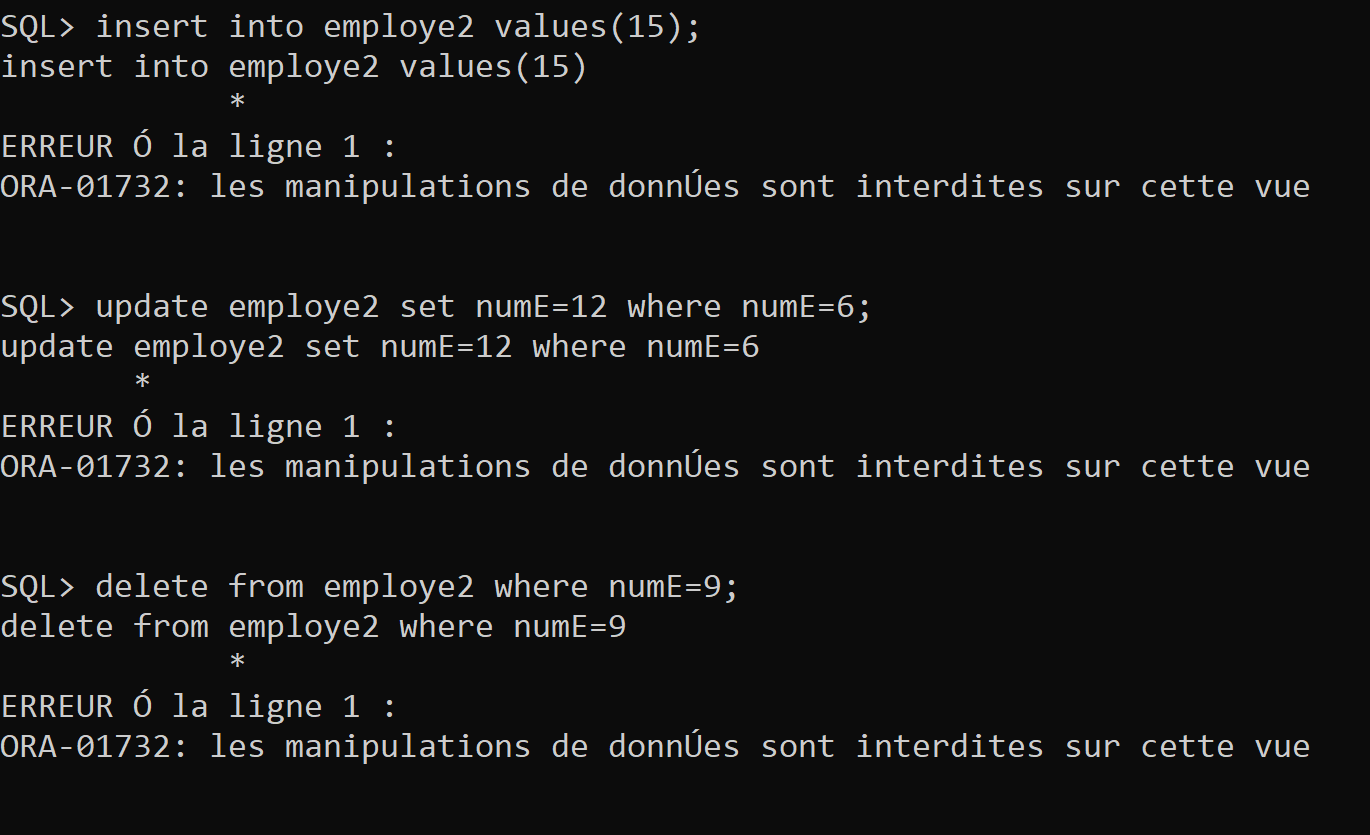 SQL> insert into employe2 values(15);
insert into employe2 values(15)
            *
ERREUR Ó la ligne 1 :
ORA-01732: les manipulations de donnÚes sont interdites sur cette vue
SQL> update employe2 set numE=12 where numE=6;
update employe2 set numE=12 where numE=6
       *
ERREUR Ó la ligne 1 :
ORA-01732: les manipulations de donnÚes sont interdites sur cette vue
SQL> delete from employe2 where numE=9;
delete from employe2 where numE=9
            *
ERREUR Ó la ligne 1 :
ORA-01732: les manipulations de donnÚes sont interdites sur cette vue